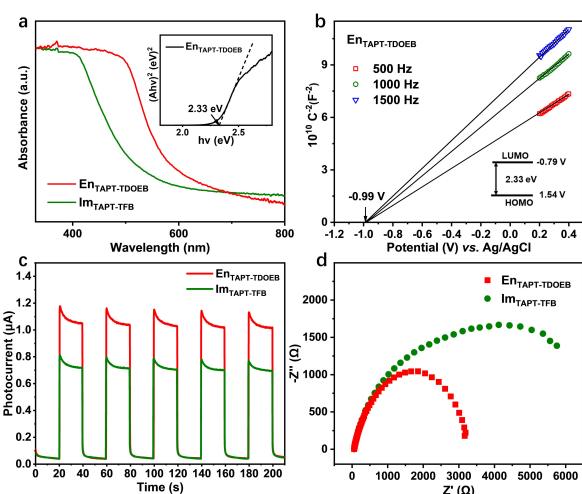 a
Absorbance (a.u.)
400 500 600 700 800
Wavelength (nm)
En_TAPT-TDOEB
Im_TAPT-TFB
(Ahν)² (eV)²
En_TAPT-TDOEB
2.33 eV
2.0 2.5
hν (eV)
b
10¹⁰ C⁻²(F⁻²)
9
6
3
0
En_TAPT-TDOEB
500 Hz
1000 Hz
1500 Hz
-0.99 V
LUMO
-0.79 V
2.33 eV
1.54 V
HOMO
-1.2 -1.0 -0.8 -0.6 -0.4 -0.2 0.0 0.2 0.4
Potential (V) vs. Ag/AgCl
c
Photocurrent (μA)
1.4
1.2
1.0
0.8
0.6
0.4
0.2
0.0
En_TAPT-TDOEB
Im_TAPT-TFB
0 20 40 60 80 100 120 140 160 180 200
Time (s)
d
-Z'' (Ω)
-2000
-1500
-1000
-500
0
En_TAPT-TDOEB
Im_TAPT-TFB
0 1000 2000 3000 4000 5000 6000
Z' (Ω)